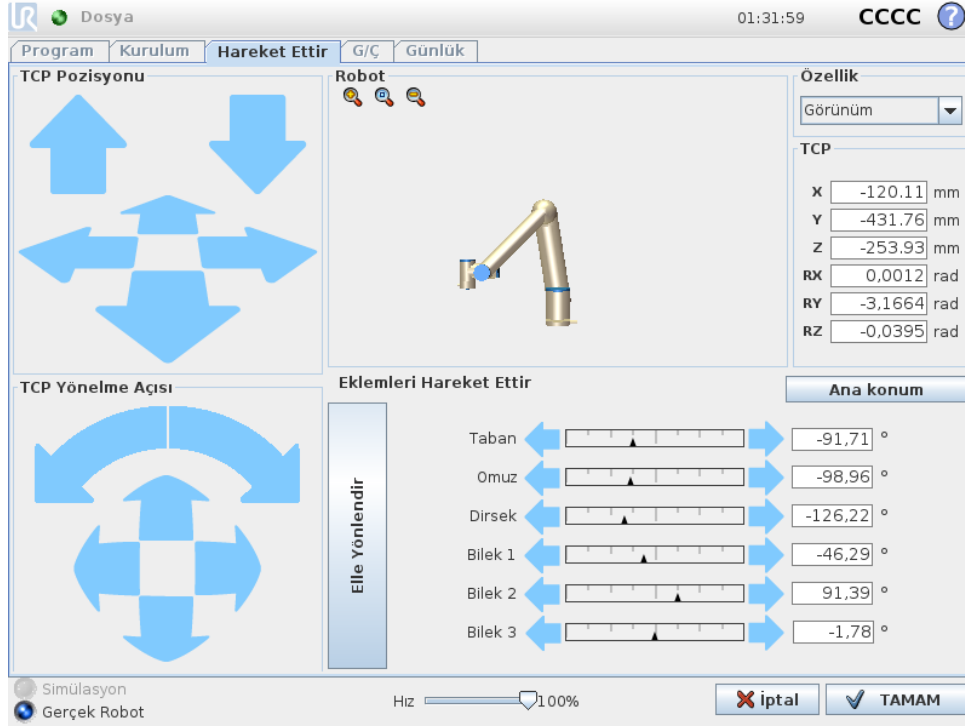 UR Dosya 01:31:59 CCCC ?
Program Kurulum Hareket Ettir G/Ç Günlük
TCP Pozisyonu
Robot
Özellik
Görünüm
TCP
X -120.11 mm
Y -431.76 mm
Z -253.93 mm
RX 0,0012 rad
RY -3,1664 rad
RZ -0,0395 rad
TCP Yönelme Açısı
Eklemleri Hareket Ettir
Ana konum
Elle Yönlendir
Taban -91,71 °
Omuz -98,96 °
Dirsek -126,22 °
Bilek 1 -46,29 °
Bilek 2 91,39 °
Bilek 3 -1,78 °
Simülasyon
Gerçek Robot
Hız 100%
İptal
TAMAM